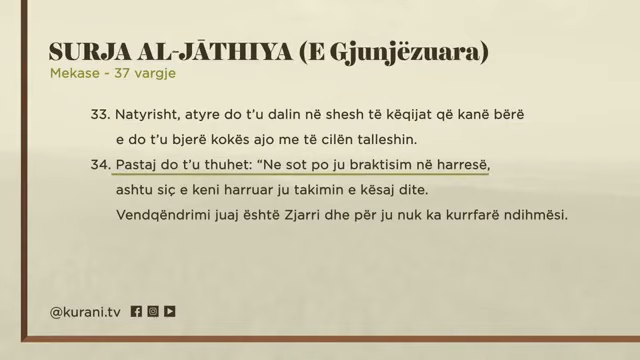 SURJA AL-JĀTHIYA (E Gjunjëzuara)
Mekase - 37 vargje
33. Natyrisht, atyre do t’u dalin në shesh të këqijat që kanë bërë
e do t’u bjerë kokës ajo me të cilën talleshin.
34. Pastaj do t’u thuhet: “Ne sot po ju braktisim në harresë,
ashtu siç e keni harruar ju takimin e kësaj dite.
Vendqëndrimi juaj është Zjarri dhe për ju nuk ka kurrfarë ndihmësi.
@kurani.tv